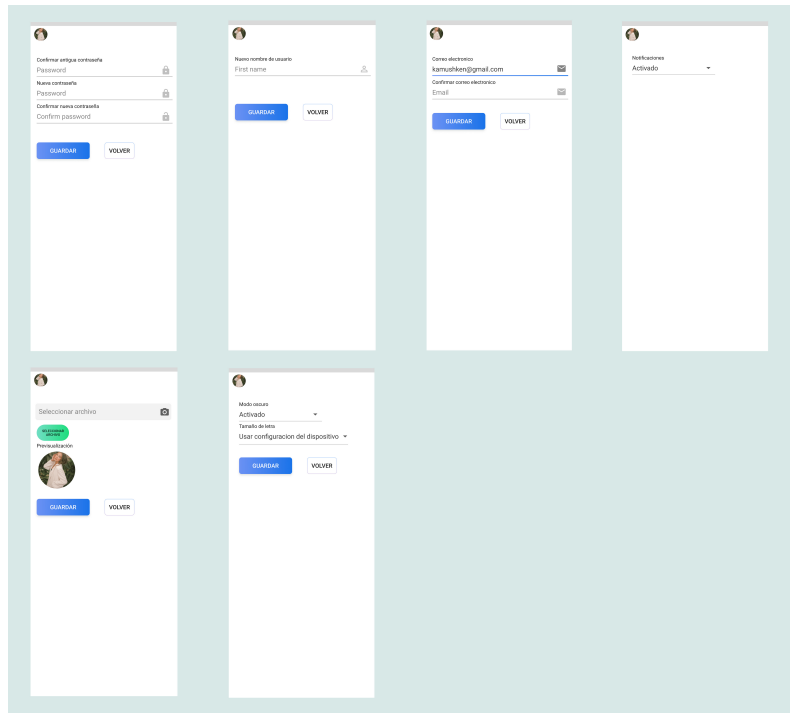 Confirmar antigua contraseña
Password
Nueva contraseña
Password
Confirmar nueva contraseña
Confirm password
GUARDAR VOLVER
Nuevo nombre de usuario
First name
GUARDAR VOLVER
Correo electronico
kamushken@gmail.com
Confirmar correo electronico
Email
GUARDAR VOLVER
Notificaciones
Activado
Seleccionar archivo
SELECCIONAR
ARCHIVO
Previsualización
GUARDAR VOLVER
Modo oscuro
Activado
Tamaño de letra
Usar configuracion del dispositivo
GUARDAR VOLVER